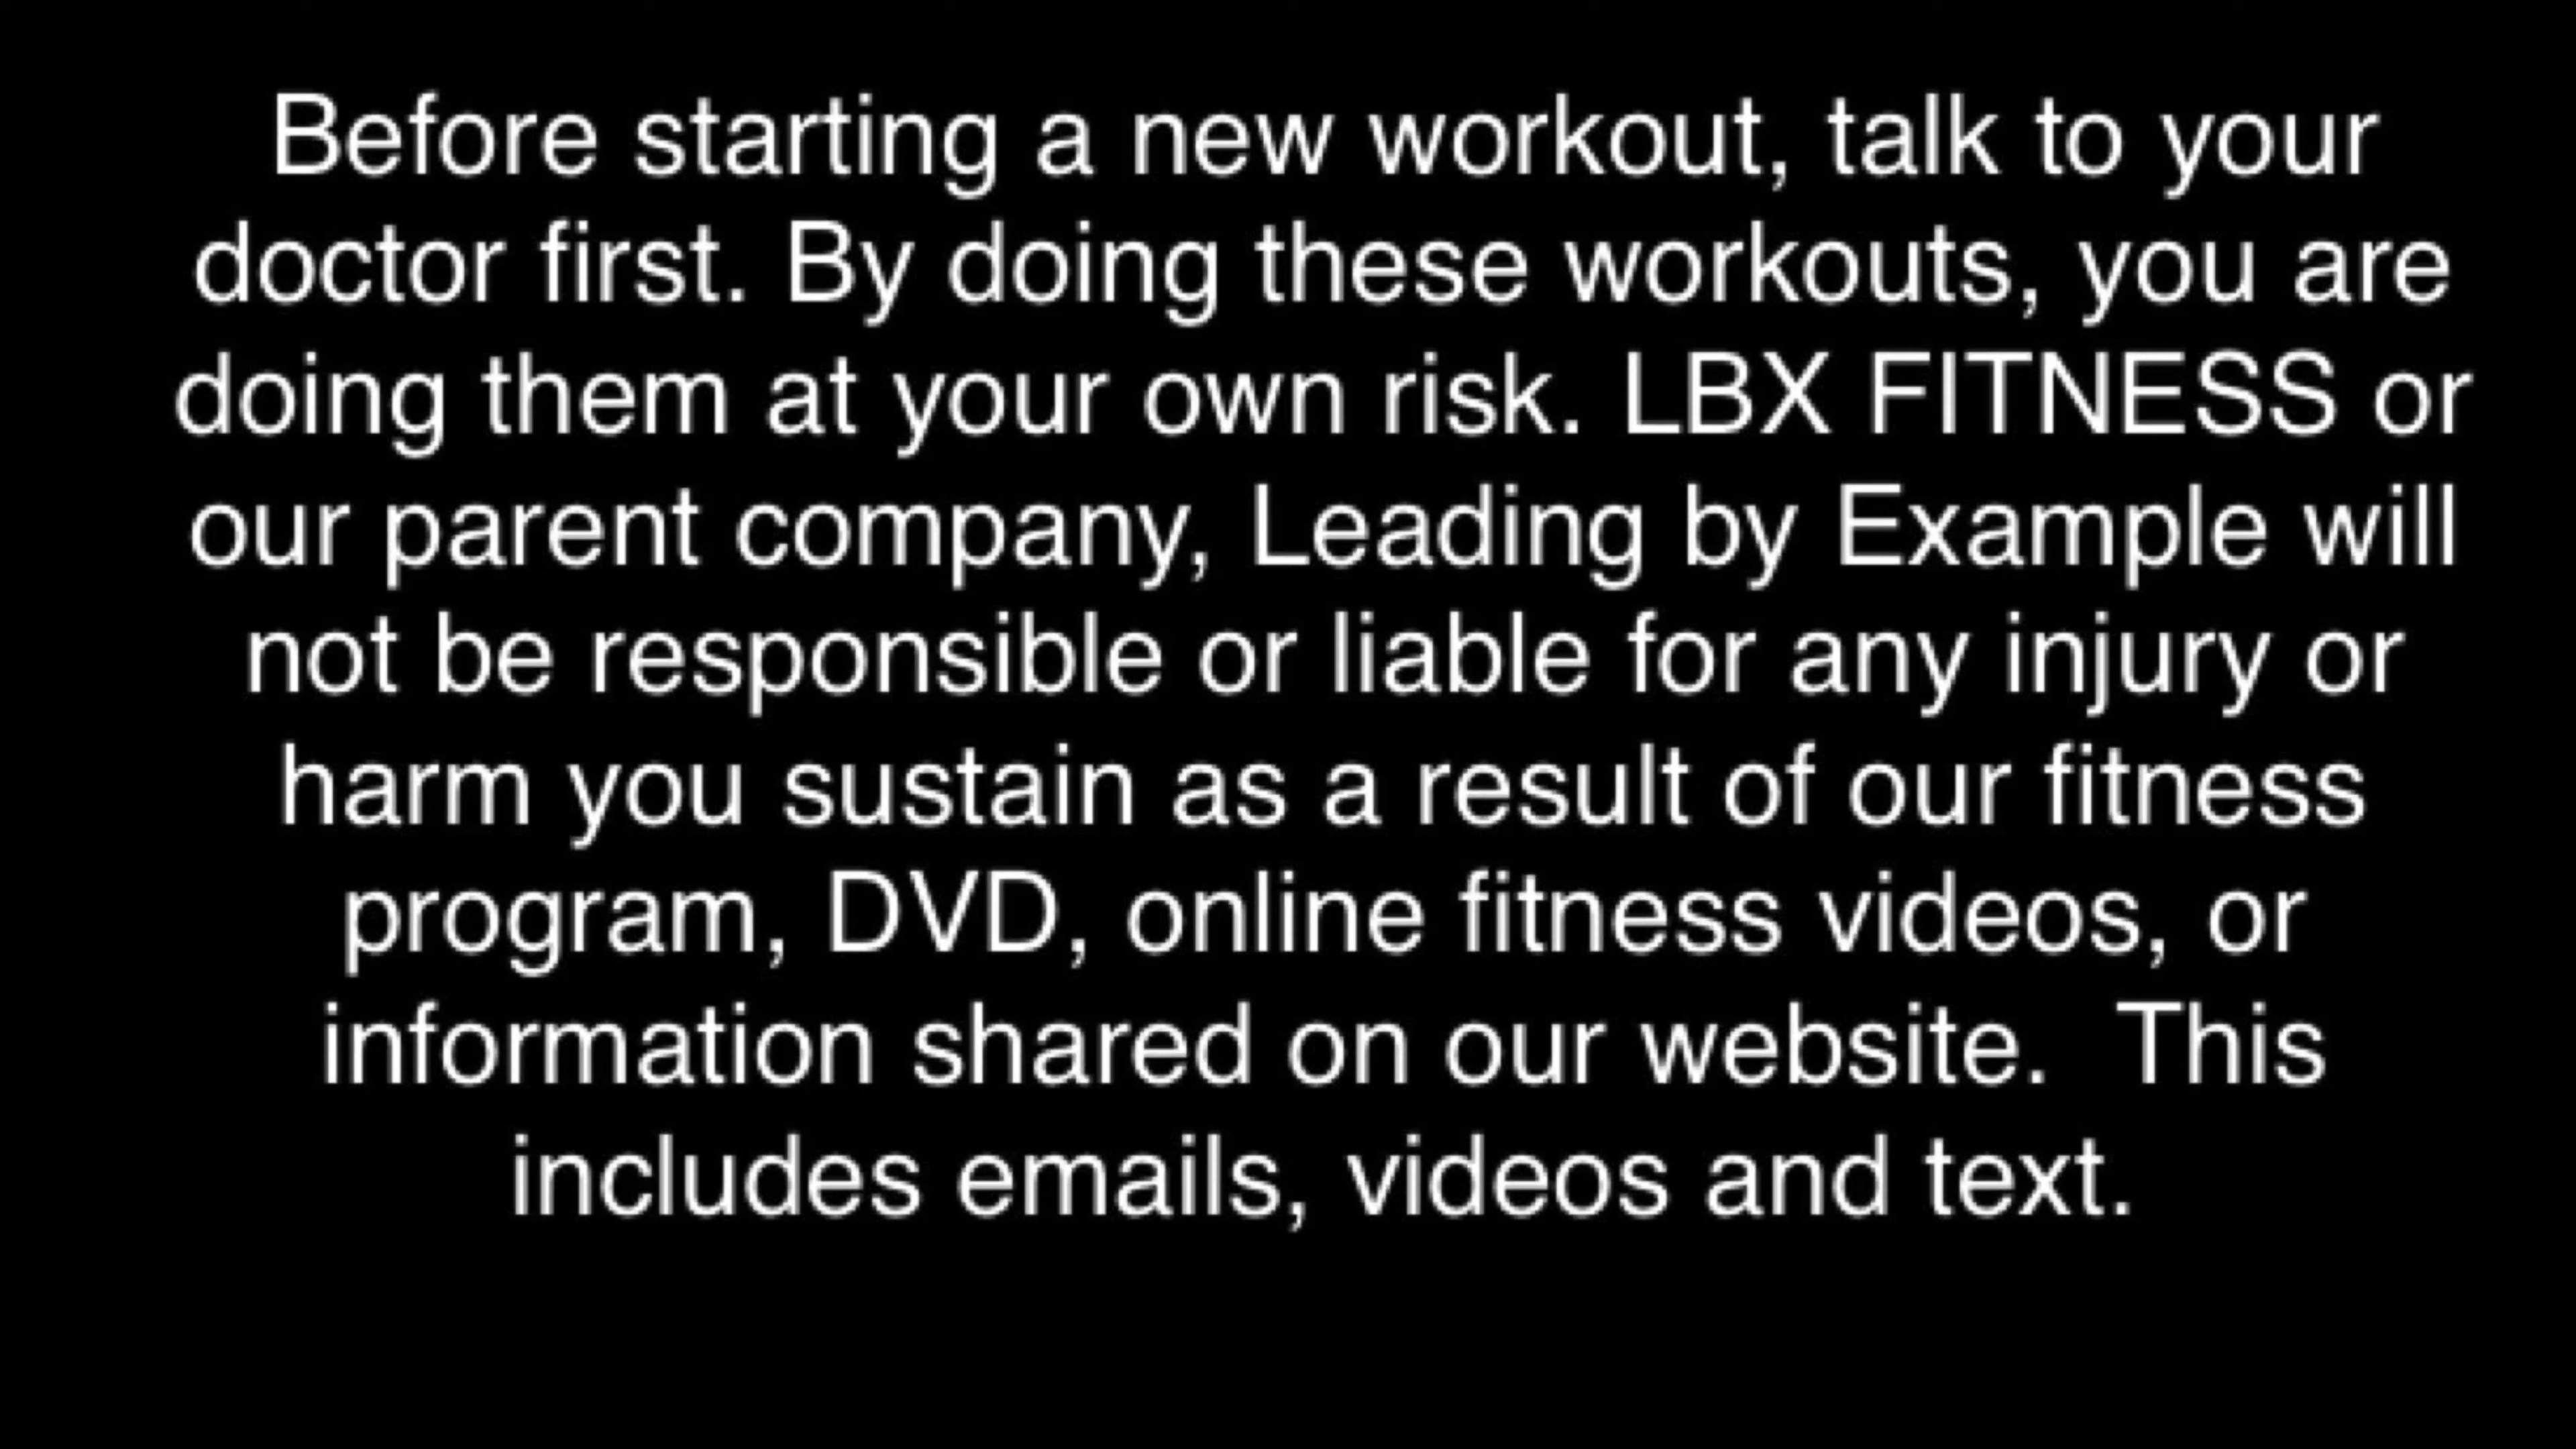 Before starting a new workout, talk to your
doctor first. By doing these workouts, you are
doing them at your own risk. LBX FITNESS or
our parent company, Leading by Example will
not be responsible or liable for any injury or
harm you sustain as a result of our fitness
program, DVD, online fitness videos, or
information shared on our website.  This
includes emails, videos and text.